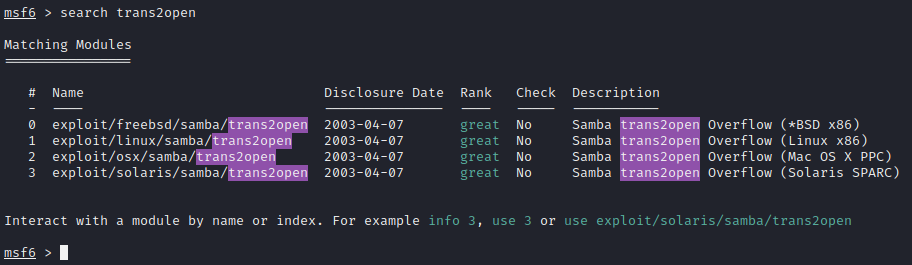 msf6 > search trans2open
Matching Modules
================
#  Name                              Disclosure Date  Rank   Check  Description
-  ----                              ---------------  ----   -----  -----------
0  exploit/freebsd/samba/trans2open  2003-04-07       great  No     Samba trans2open Overflow (*BSD x86)
1  exploit/linux/samba/trans2open    2003-04-07       great  No     Samba trans2open Overflow (Linux x86)
2  exploit/osx/samba/trans2open      2003-04-07       great  No     Samba trans2open Overflow (Mac OS X PPC)
3  exploit/solaris/samba/trans2open  2003-04-07       great  No     Samba trans2open Overflow (Solaris SPARC)
Interact with a module by name or index. For example info 3, use 3 or use exploit/solaris/samba/trans2open
msf6 >